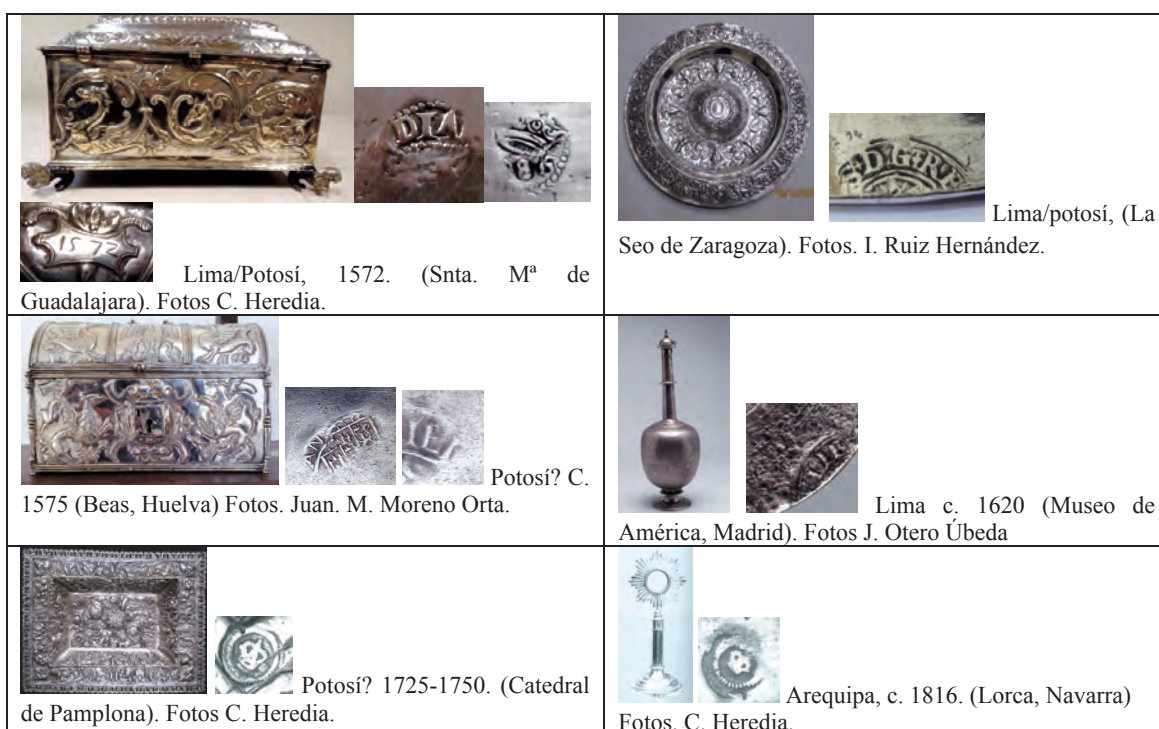 DIA
1572
Lima/Potosí, 1572. (Snta. Mª de
Guadalajara). Fotos C. Heredia.
Lima/potosí, (La
Seo de Zaragoza). Fotos. I. Ruiz Hernández.
Potosí? C.
1575 (Beas, Huelva) Fotos. Juan. M. Moreno Orta.
Lima c. 1620 (Museo de
América, Madrid). Fotos J. Otero Úbeda
Potosí? 1725-1750. (Catedral
de Pamplona). Fotos C. Heredia.
Arequipa, c. 1816. (Lorca, Navarra)
Fotos. C. Heredia.